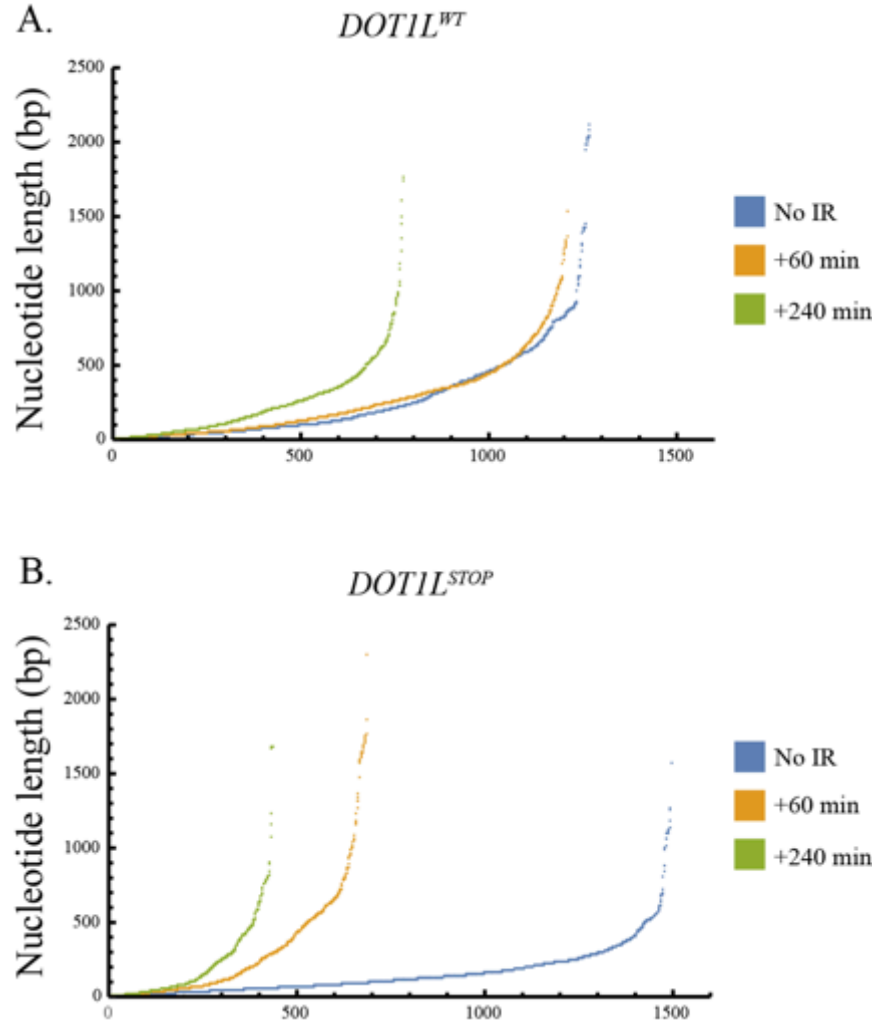 A.
DOT1L^WT
Nucleotide length (bp)
2500
2000
1500
1000
500
0
0
500
1000
1500
No IR
+60 min
+240 min
B.
DOT1L^STOP
Nucleotide length (bp)
2500
2000
1500
1000
500
0
0
500
1000
1500
No IR
+60 min
+240 min